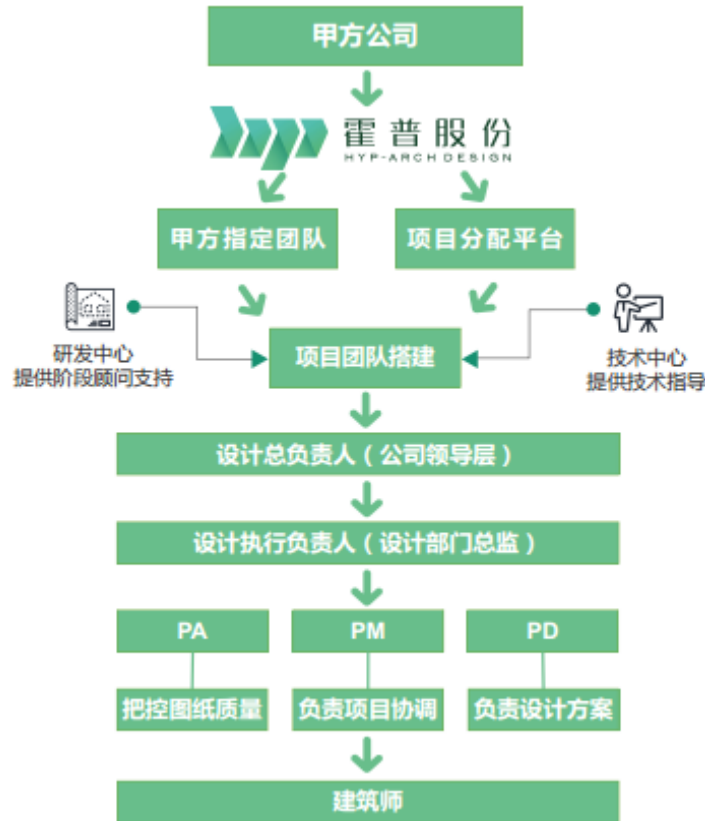 甲方公司
hyp 霍普股份
HYP-ARCH DESIGN
甲方指定团队
项目分配平台
研发中心
提供阶段顾问支持
项目团队搭建
技术中心
提供技术指导
设计总负责人（公司领导层）
设计执行负责人（设计部门总监）
PA
PM
PD
把控图纸质量
负责项目协调
负责设计方案
建筑师